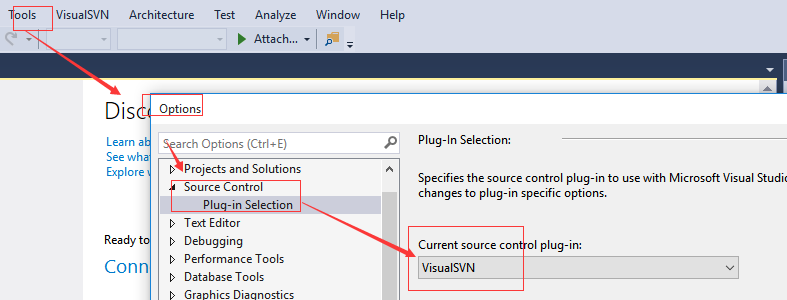 Tools VisualSVN Architecture Test Analyze Window Help
Attach...
Disco
Options
Learn ab
See what
Explore
Search Options (Ctrl+E)
Projects and Solutions
Source Control
Plug-in Selection
Text Editor
Debugging
Performance Tools
Database Tools
Graphics Diagnostics
Plug-In Selection:
Specifies the source control plug-in to use with Microsoft Visual Studi
changes to plug-in specific options.
Current source control plug-in:
VisualSVN
Ready to
Conn